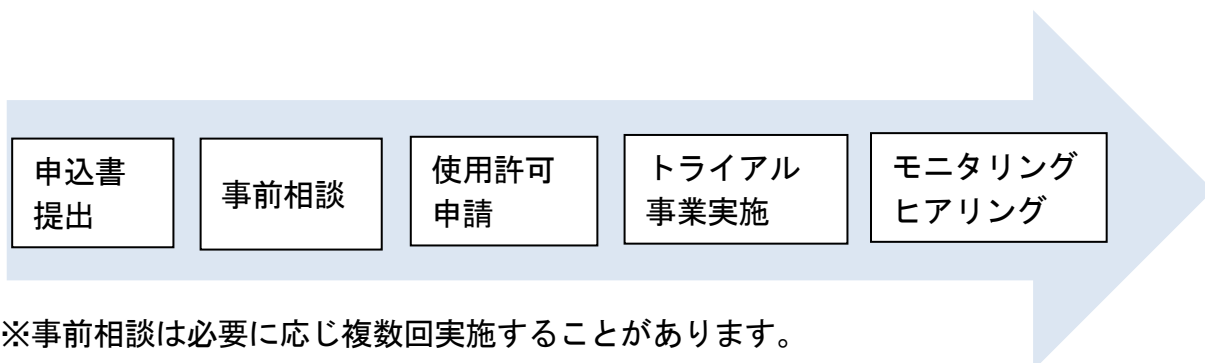 申込書
提出
事前相談
使用許可
申請
トライアル
事業実施
モニタリング
ヒアリング
※事前相談は必要に応じ複数回実施することがあります。